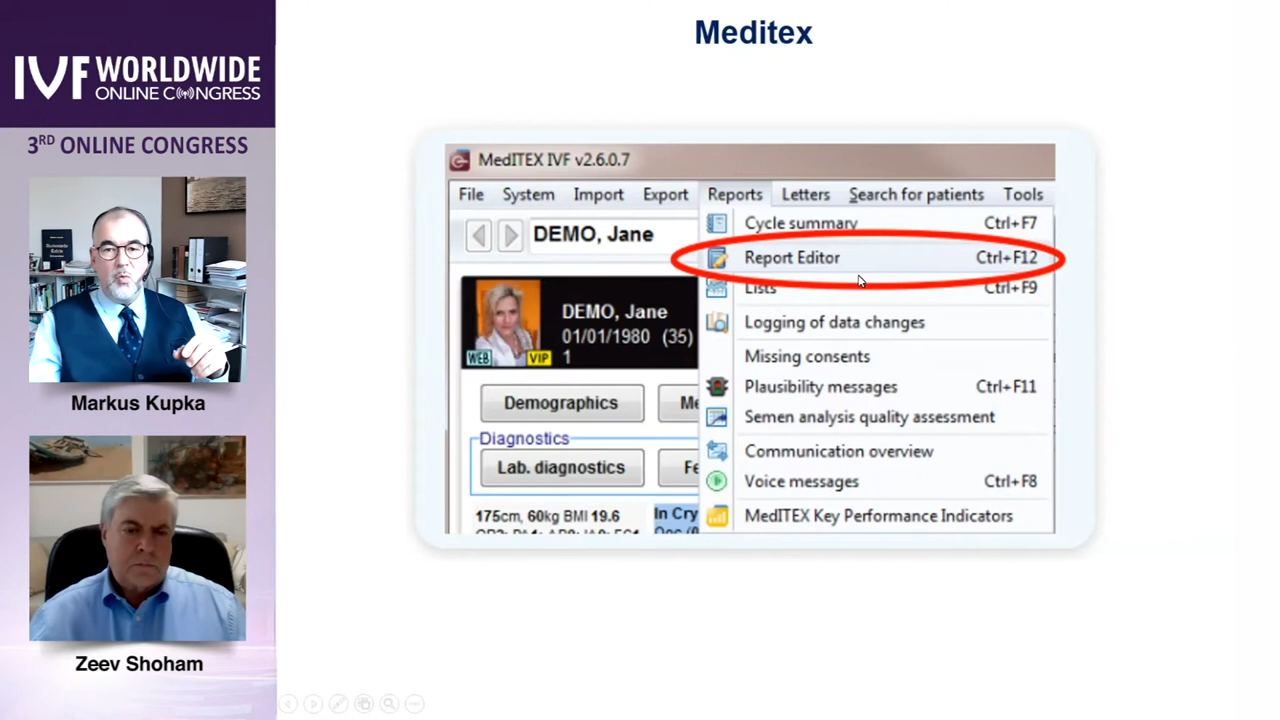 IVF WORLDWIDE
ONLINE CONGRESS
3RD ONLINE CONGRESS
Markus Kupka
Zeev Shoham
Meditex
MedITEX IVF v2.6.0.7
File System Import Export Reports Letters Search for patients Tools
DEMO, Jane
Cycle summary Ctrl+F7
Report Editor Ctrl+F12
Lists Ctrl+F9
Logging of data changes
Missing consents
Plausibility messages Ctrl+F11
Semen analysis quality assessment
Communication overview
Voice messages Ctrl+F8
MedITEX Key Performance Indicators
DEMO, Jane
01/01/1980 (35)
1
WEB VIP
Demographics Me
Diagnostics
Lab. diagnostics Fe
175cm, 60kg BMI 19.6 In Cry